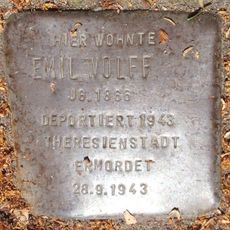 HIER WOHNTE
EMIL WOLFF
JG. 1866
DEPORTIERT 1943
THERESIENSTADT
ERMORDET
28.9.1943